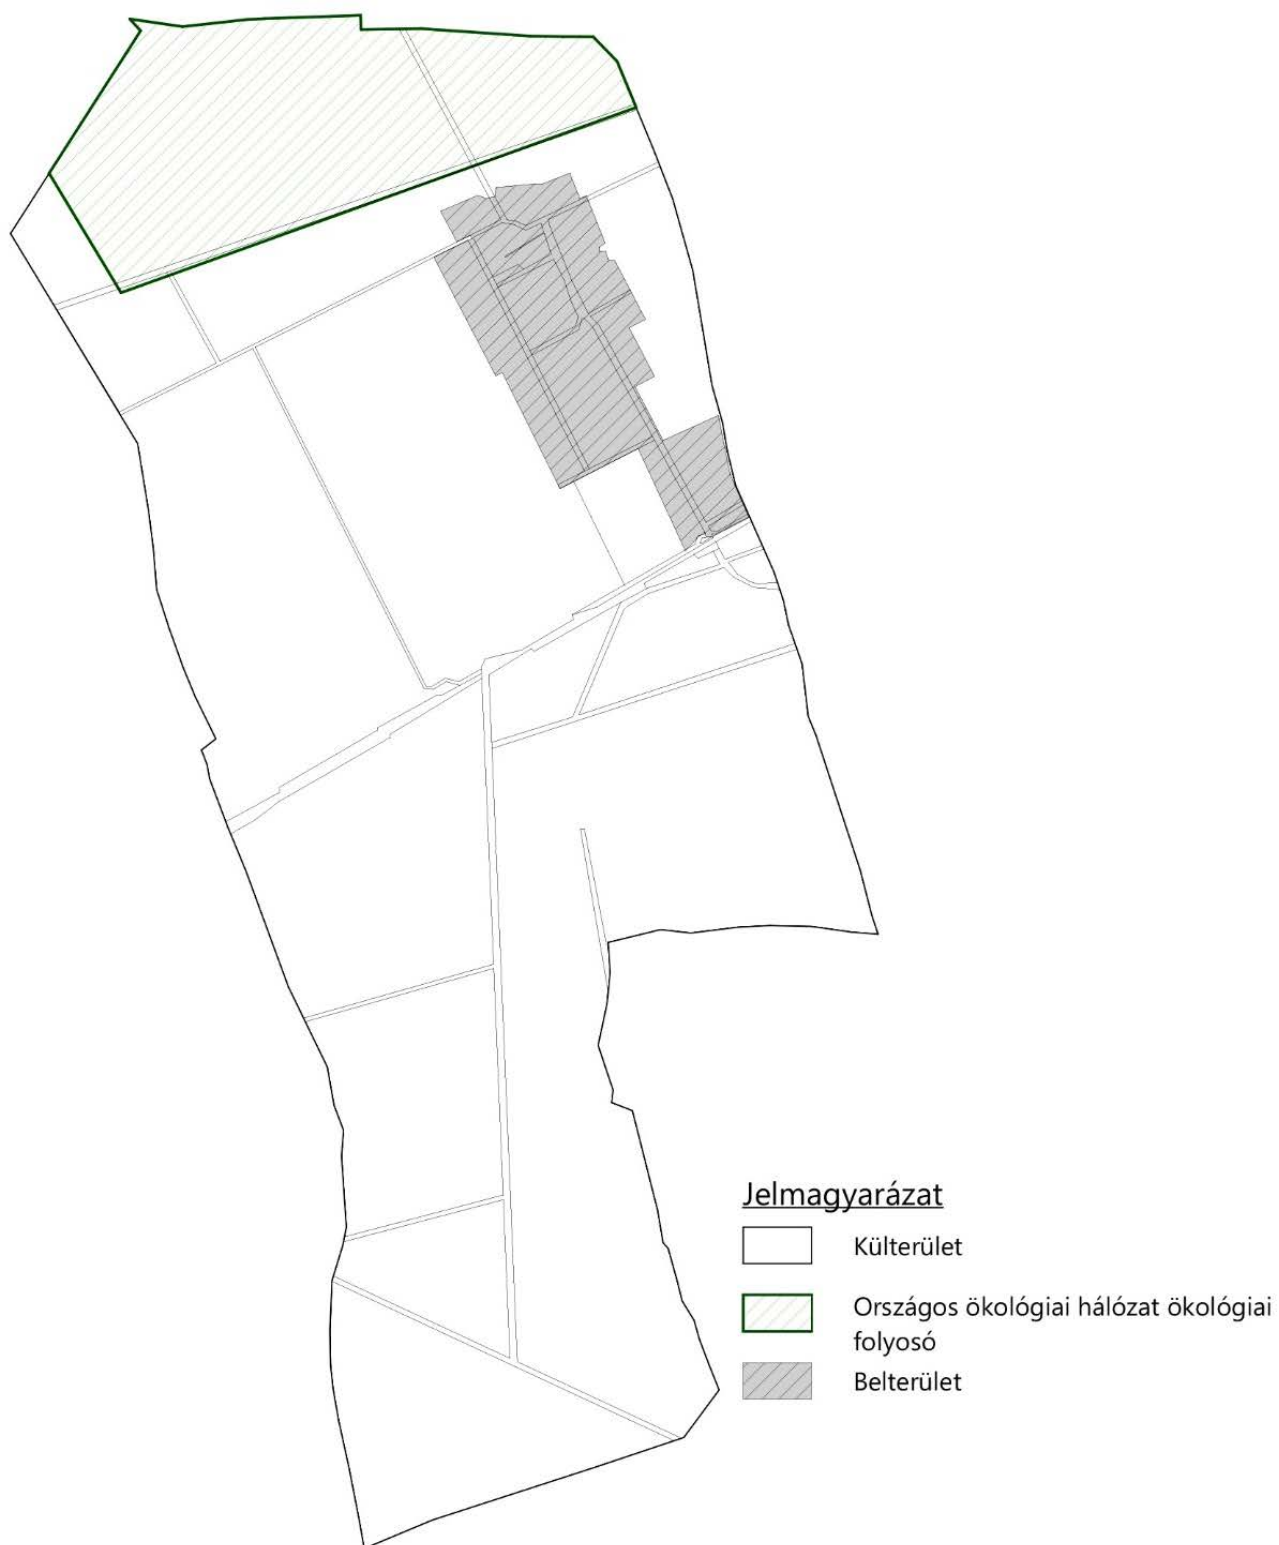 Jelmagyarázat
Külterület
Országos ökológiai hálózat ökológiai
folyosó
Belterület